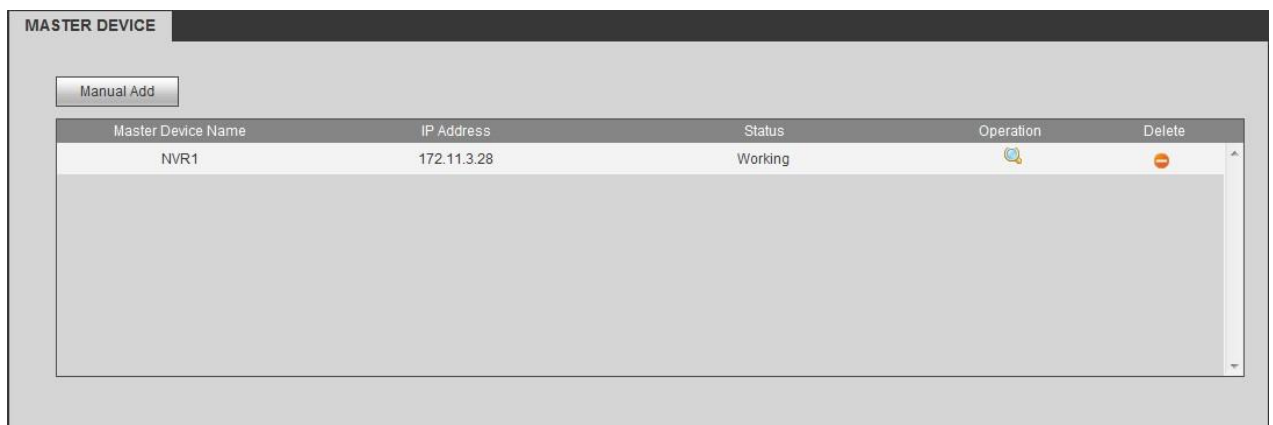 MASTER DEVICE
Manual Add
Master Device Name IP Address Status Operation Delete
NVR1 172.11.3.28 Working